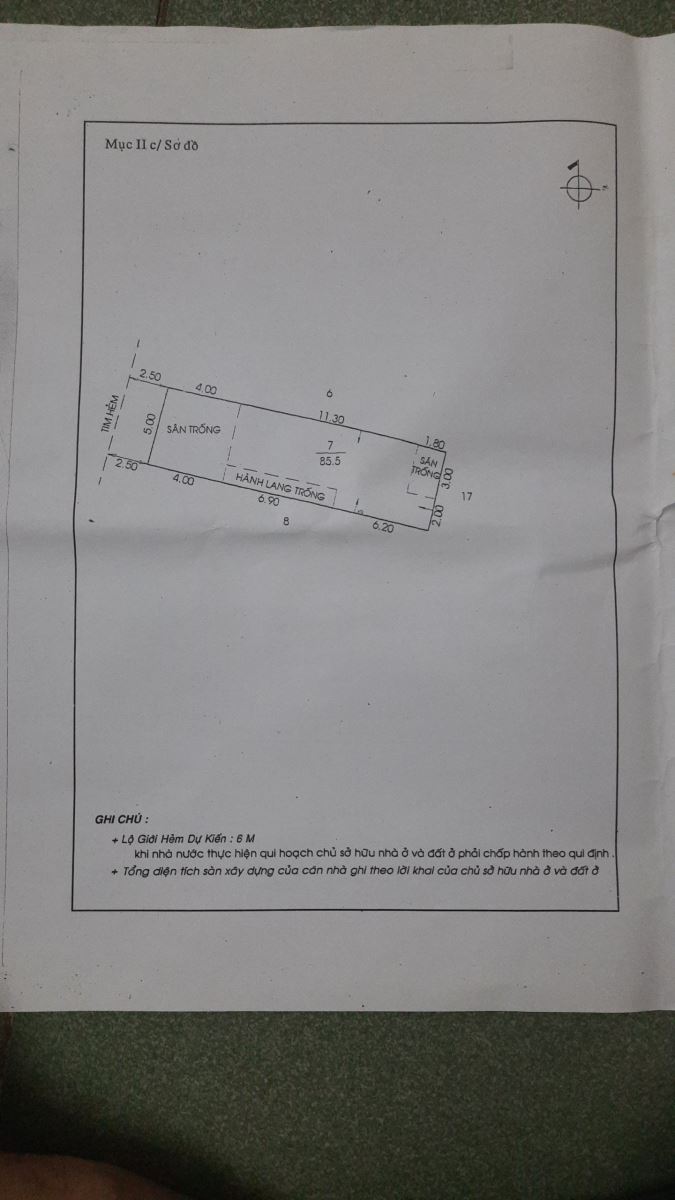 Mục II c/ Sơ đồ
2.50
4.00
6
11.30
1.80
TIM HẺM
5.00
SÂN TRỐNG
7
85.5
SÂN
TRỐNG
3.00
17
2.50
4.00
HÀNH LANG TRỐNG
6.90
8
6.20
2.00
GHI CHÚ :
+ Lộ Giới Hẻm Dự Kiến : 6 M
khi nhà nước thực hiện qui hoạch chủ sở hữu nhà ở và đất ở phải chấp hành theo qui định .
+ Tổng diện tích sàn xây dựng của căn nhà ghi theo lời khai của chủ sở hữu nhà ở và đất ở